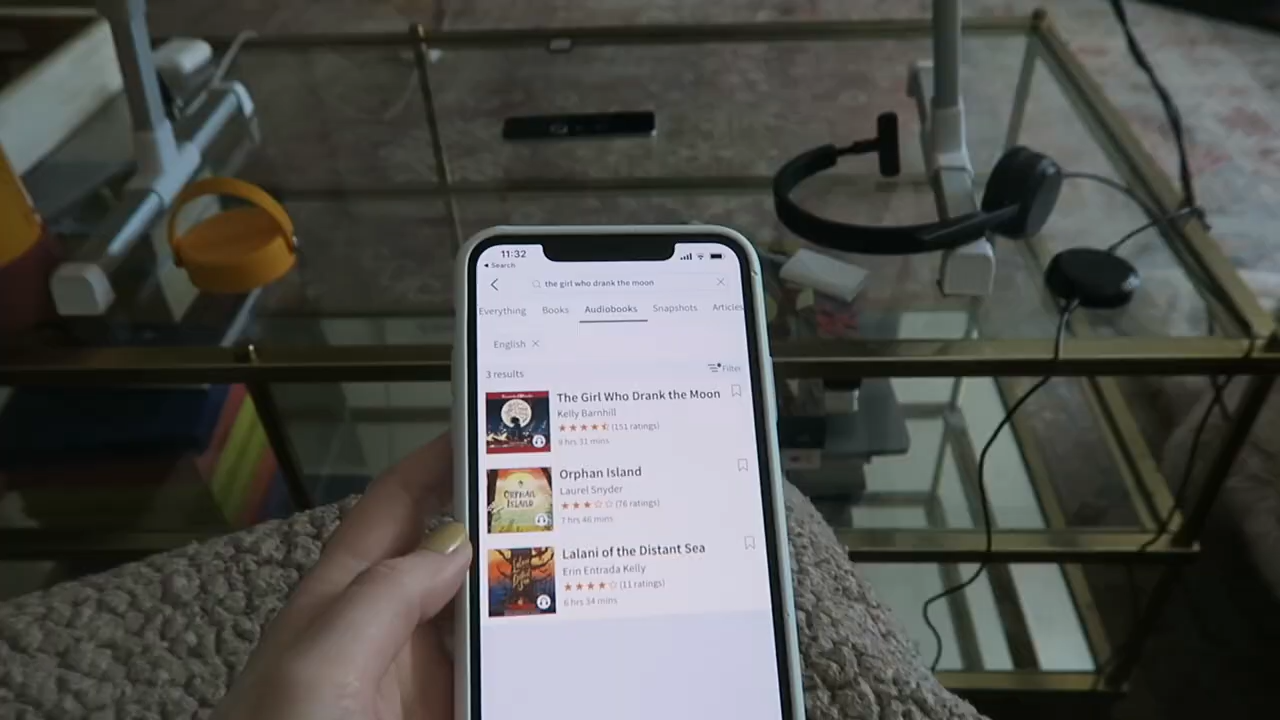 11:32
Search
the girl who drank the moon
Everything Books Audiobooks Snapshots Articles
English
3 results Filter
The Girl Who Drank the Moon
Kelly Barnhill
(151 ratings)
9 hrs 31 mins
ORPHAN ISLAND
Orphan Island
Laurel Snyder
(76 ratings)
7 hrs 46 mins
Lalani of the Distant Sea
Erin Entrada Kelly
(11 ratings)
6 hrs 34 mins